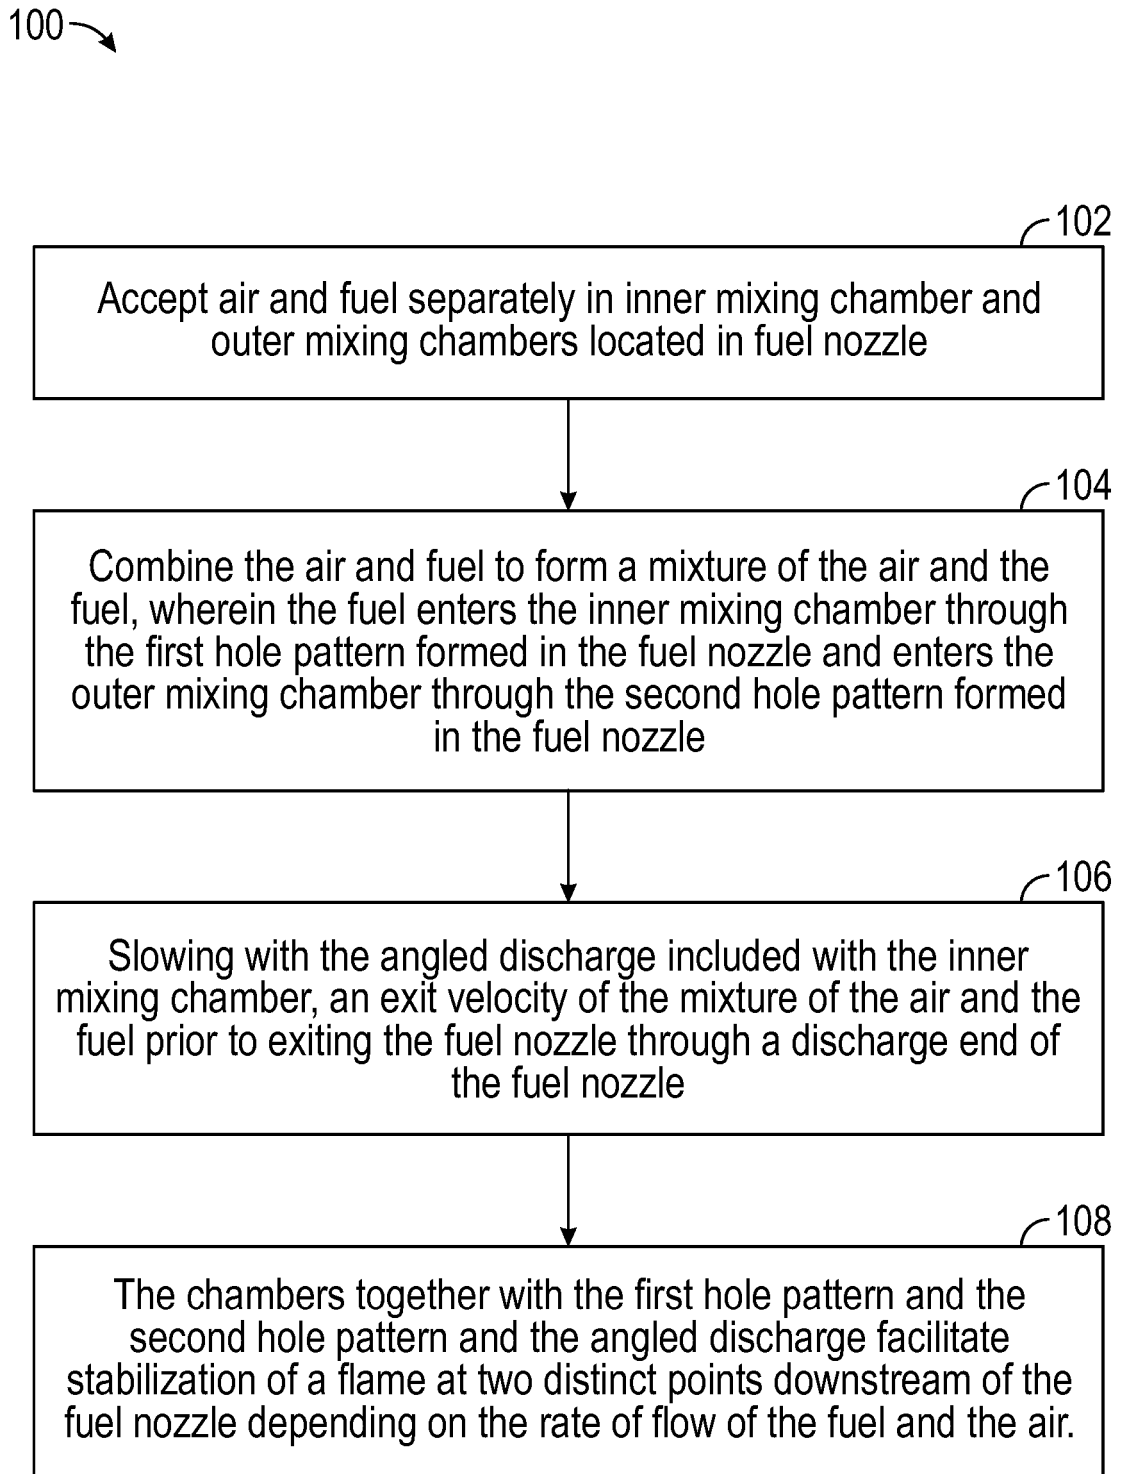 100
102
Accept air and fuel separately in inner mixing chamber and
outer mixing chambers located in fuel nozzle
104
Combine the air and fuel to form a mixture of the air and the
fuel, wherein the fuel enters the inner mixing chamber through
the first hole pattern formed in the fuel nozzle and enters the
outer mixing chamber through the second hole pattern formed
in the fuel nozzle
106
Slowing with the angled discharge included with the inner
mixing chamber, an exit velocity of the mixture of the air and the
fuel prior to exiting the fuel nozzle through a discharge end of
the fuel nozzle
108
The chambers together with the first hole pattern and the
second hole pattern and the angled discharge facilitate
stabilization of a flame at two distinct points downstream of the
fuel nozzle depending on the rate of flow of the fuel and the air.